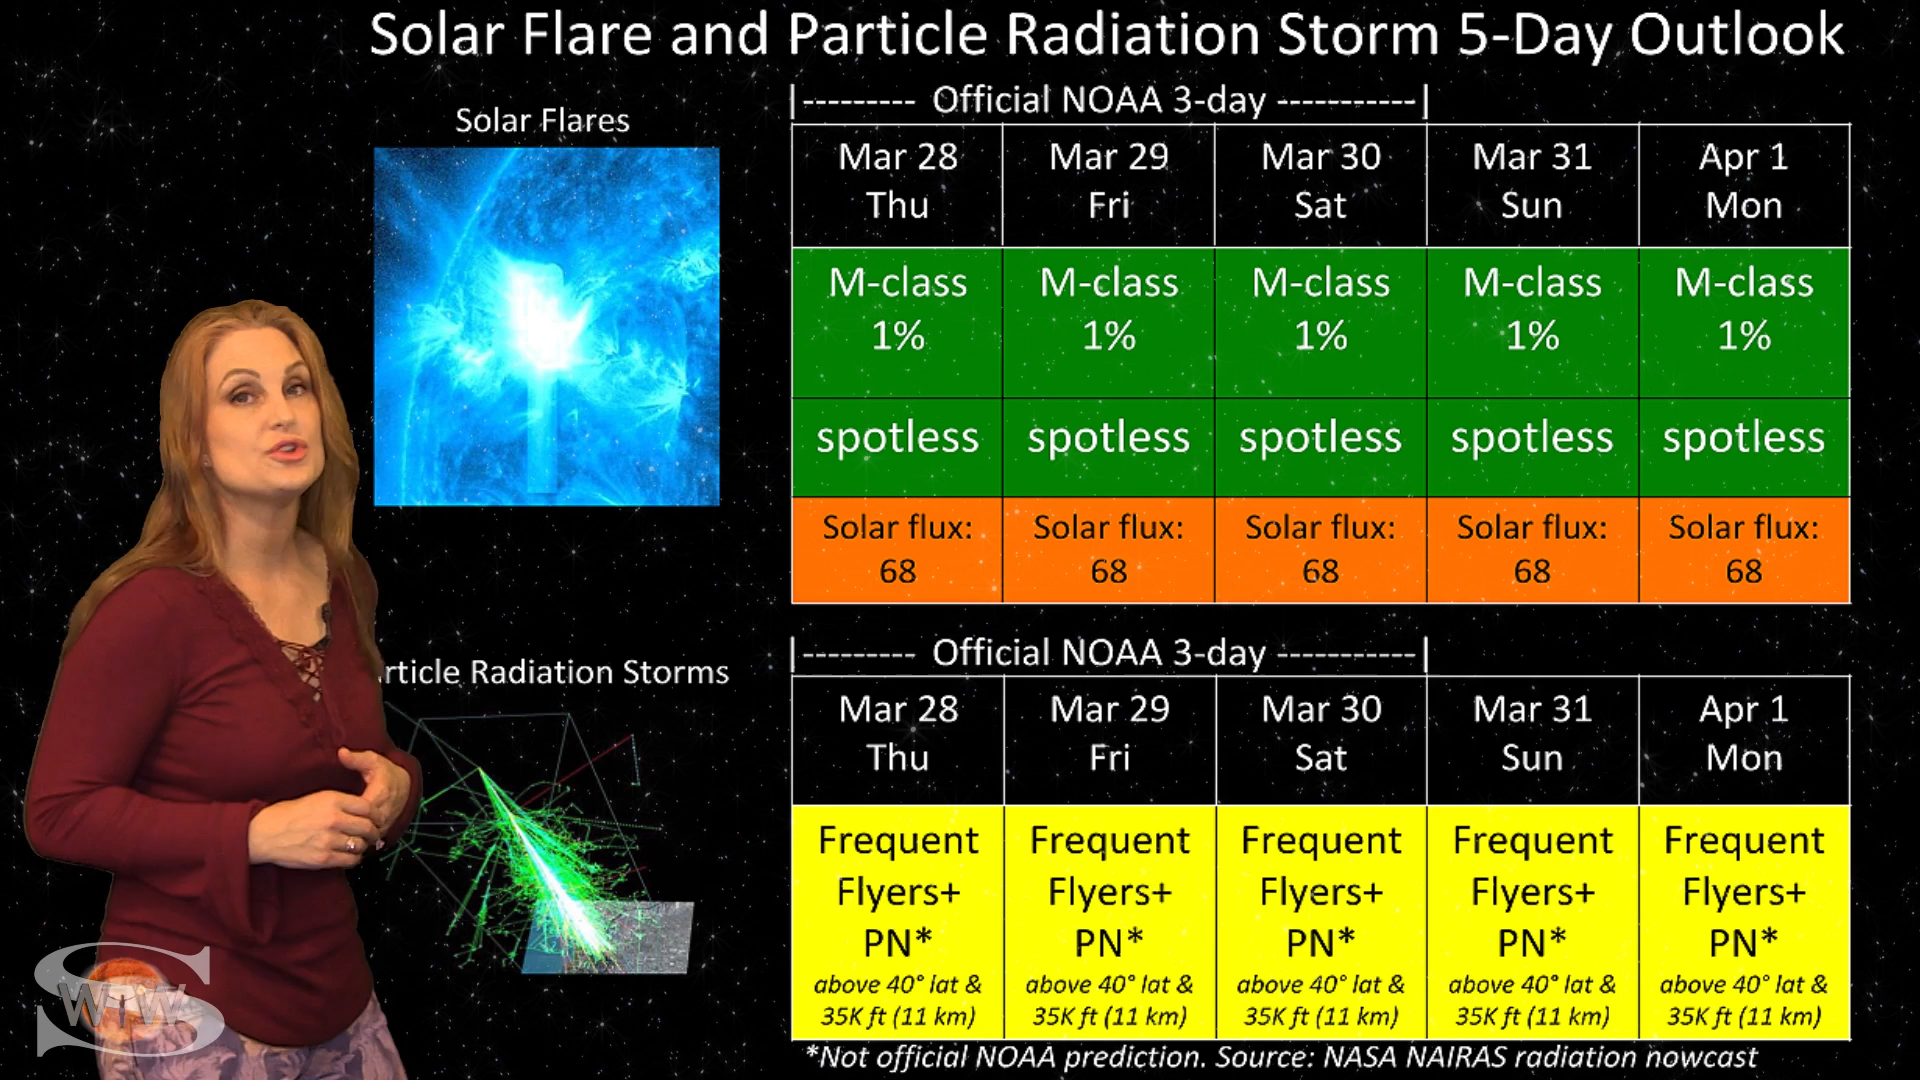 Solar Flare and Particle Radiation Storm 5-Day Outlook
Solar Flares
|--------- Official NOAA 3-day -----------|
Mar 28 Mar 29 Mar 30 Mar 31 Apr 1
Thu Fri Sat Sun Mon
M-class M-class M-class M-class M-class
1% 1% 1% 1% 1%
spotless spotless spotless spotless spotless
Solar flux: Solar flux: Solar flux: Solar flux: Solar flux:
68 68 68 68 68
rticle Radiation Storms
|--------- Official NOAA 3-day -----------|
Mar 28 Mar 29 Mar 30 Mar 31 Apr 1
Thu Fri Sat Sun Mon
Frequent Frequent Frequent Frequent Frequent
Flyers+ Flyers+ Flyers+ Flyers+ Flyers+
PN* PN* PN* PN* PN*
above 40° lat & above 40° lat & above 40° lat & above 40° lat & above 40° lat &
35K ft (11 km) 35K ft (11 km) 35K ft (11 km) 35K ft (11 km) 35K ft (11 km)
*Not official NOAA prediction. Source: NASA NAIRAS radiation nowcast
S
WTW